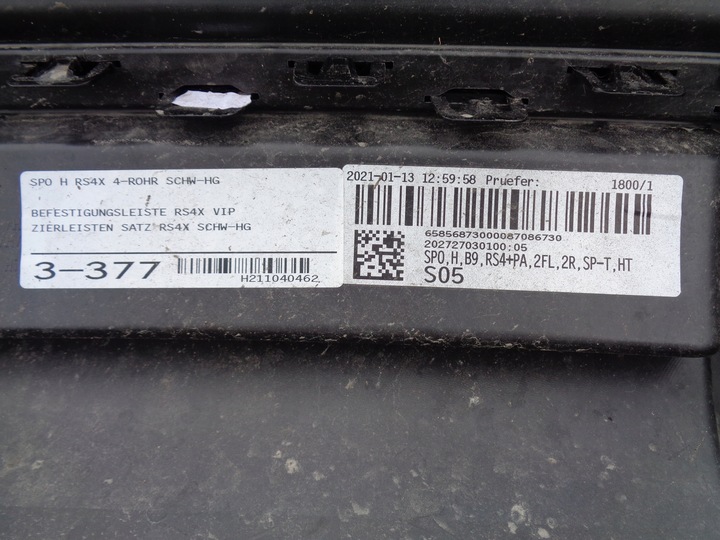 SPO H RS4X 4-ROHR SCHW-HG
BEFESTIGUNGSLEISTE RS4X VIP
ZIERLEISTEN SATZ RS4X SCHW-HG
3-377
H211040462
2021-01-13 12:59:58 Pruefer: 1800/1
65856873000087086730
202727030100:05
SPO,H,B9,RS4+PA,2FL,2R,SP-T,HT
S05